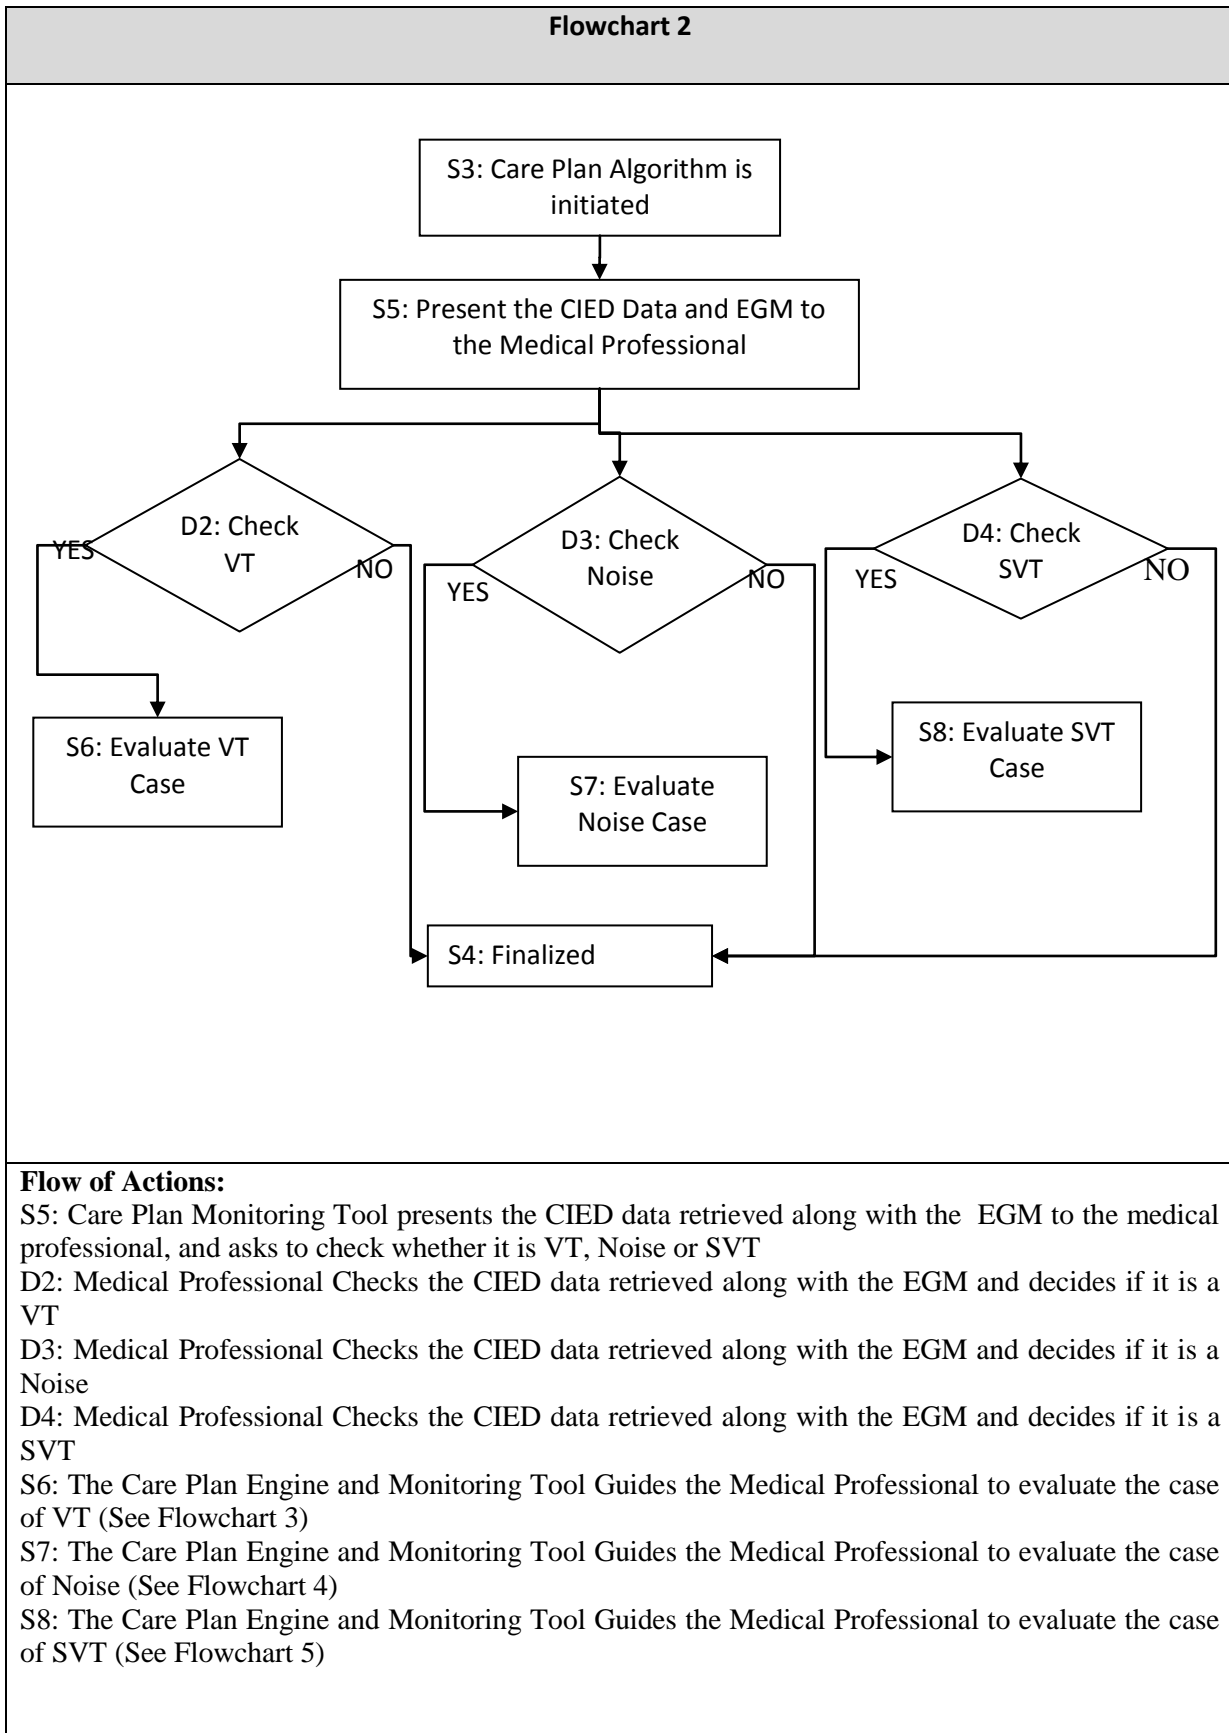 Flowchart 2
S3: Care Plan Algorithm is
initiated
S5: Present the CIED Data and EGM to
the Medical Professional
D2: Check
VT
YES
NO
D3: Check
Noise
YES
NO
D4: Check
SVT
YES
NO
S6: Evaluate VT
Case
S7: Evaluate
Noise Case
S8: Evaluate SVT
Case
S4: Finalized
Flow of Actions:
S5: Care Plan Monitoring Tool presents the CIED data retrieved along with the EGM to the medical
professional, and asks to check whether it is VT, Noise or SVT
D2: Medical Professional Checks the CIED data retrieved along with the EGM and decides if it is a
VT
D3: Medical Professional Checks the CIED data retrieved along with the EGM and decides if it is a
Noise
D4: Medical Professional Checks the CIED data retrieved along with the EGM and decides if it is a
SVT
S6: The Care Plan Engine and Monitoring Tool Guides the Medical Professional to evaluate the case
of VT (See Flowchart 3)
S7: The Care Plan Engine and Monitoring Tool Guides the Medical Professional to evaluate the case
of Noise (See Flowchart 4)
S8: The Care Plan Engine and Monitoring Tool Guides the Medical Professional to evaluate the case
of SVT (See Flowchart 5)